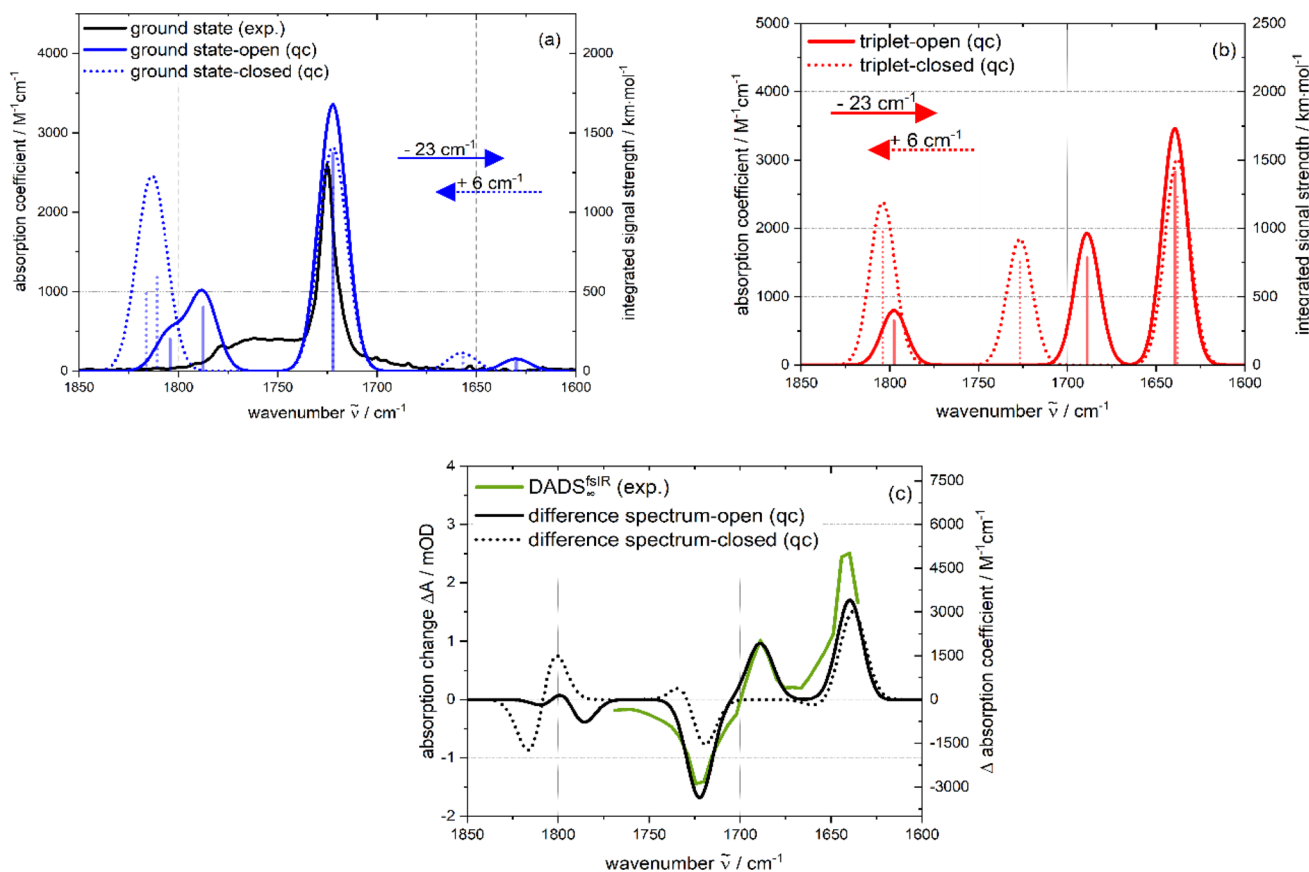 ground state (exp.)
ground state-open (qc)
ground state-closed (qc)
(a)
- 23 cm⁻¹
+ 6 cm⁻¹
absorption coefficient / M⁻¹cm⁻¹
4000
3000
2000
1000
0
integrated signal strength / km·mol⁻¹
2000
1500
1000
500
0
1850 1800 1750 1700 1650 1600
wavenumber ν̃ / cm⁻¹
triplet-open (qc)
triplet-closed (qc)
(b)
- 23 cm⁻¹
+ 6 cm⁻¹
absorption coefficient / M⁻¹cm⁻¹
5000
4000
3000
2000
1000
0
integrated signal strength / km·mol⁻¹
2500
2000
1500
1000
500
0
1850 1800 1750 1700 1650 1600
wavenumber ν̃ / cm⁻¹
DADS∞fsIR (exp.)
difference spectrum-open (qc)
difference spectrum-closed (qc)
(c)
absorption change ΔA / mOD
4
3
2
1
0
-1
-2
Δ absorption coefficient / M⁻¹cm⁻¹
7500
6000
4500
3000
1500
0
-1500
-3000
1850 1800 1750 1700 1650 1600
wavenumber ν̃ / cm⁻¹